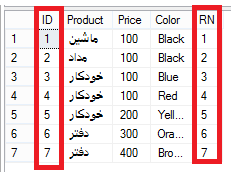 ID Product Price Color RN
1 1 ماشین 100 Black 1
2 2 مداد 100 Black 2
3 3 خودکار 100 Blue 3
4 4 خودکار 100 Red 4
5 5 خودکار 200 Yell... 5
6 6 دفتر 300 Ora... 6
7 7 دفتر 400 Bro... 7